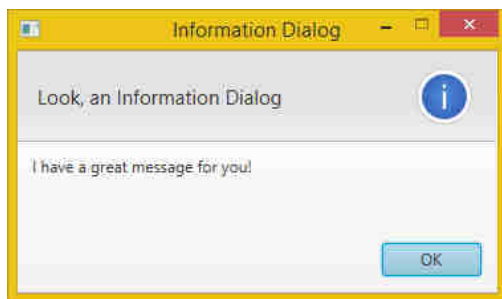 Information Dialog
Look, an Information Dialog
i
I have a great message for you!
OK